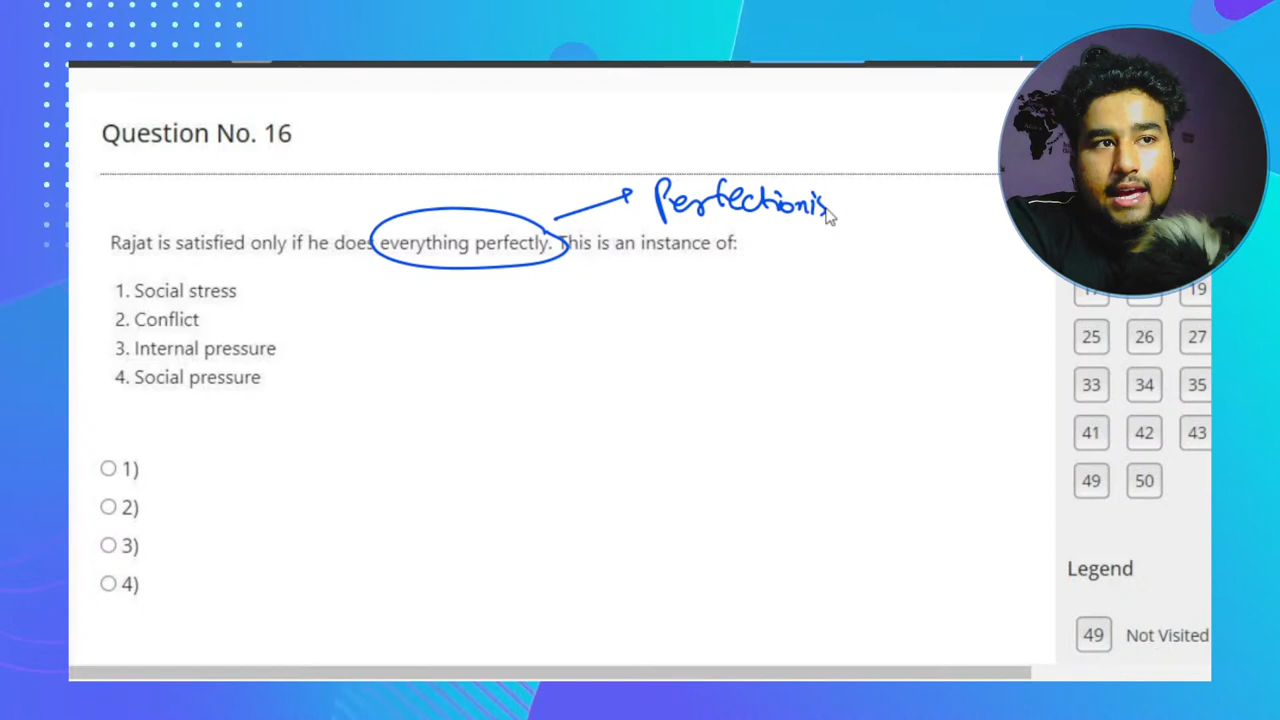 Question No. 16
Perfectionis
Rajat is satisfied only if he does everything perfectly. This is an instance of:
1. Social stress
2. Conflict
3. Internal pressure
4. Social pressure
1)
2)
3)
4)
19
25 26 27
33 34 35
41 42 43
49 50
Legend
49 Not Visited